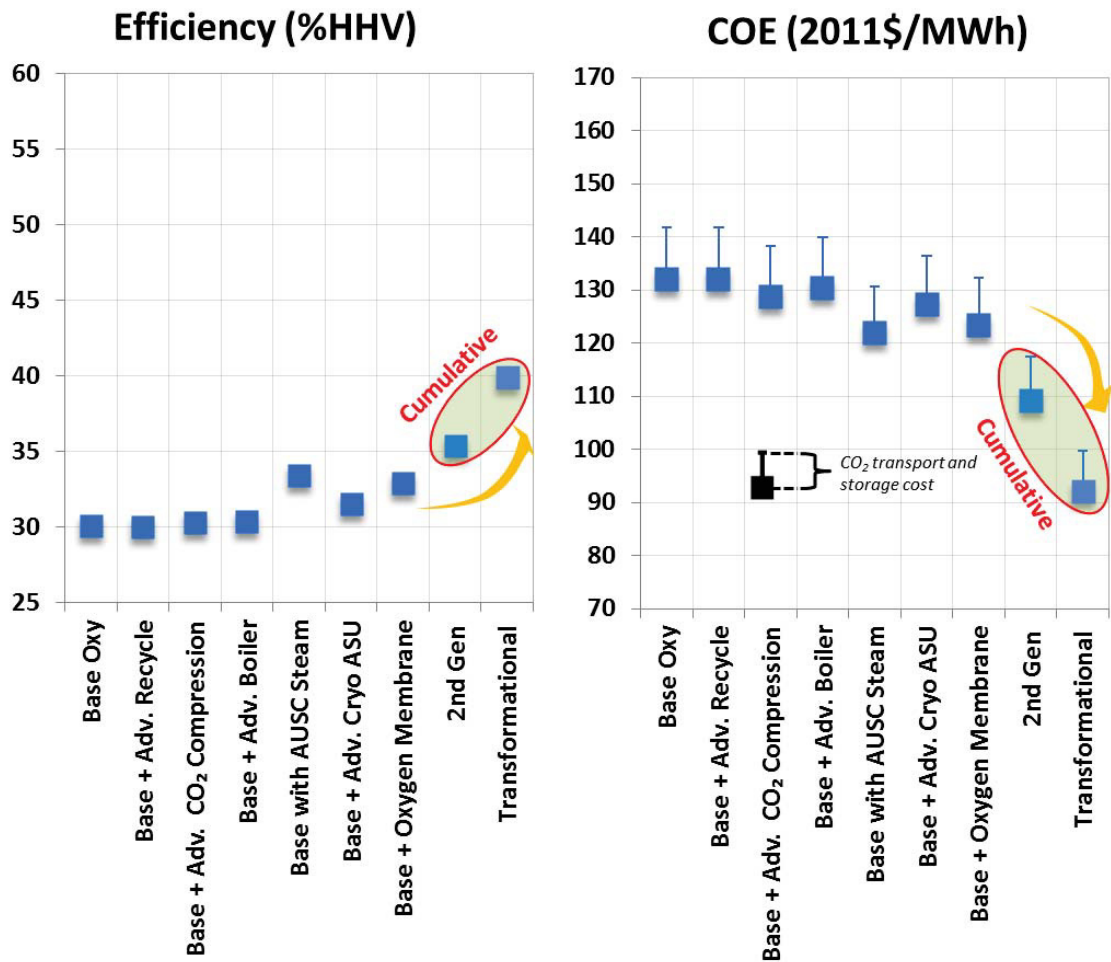 Efficiency (%HHV)
60
55
50
45
40
35
30
25
Cumulative
Base Oxy
Base + Adv. Recycle
Base + Adv. CO₂ Compression
Base + Adv. Boiler
Base with AUSC Steam
Base + Adv. Cryo ASU
Base + Oxygen Membrane
2nd Gen
Transformational
COE (2011$/MWh)
170
160
150
140
130
120
110
100
90
80
70
CO₂ transport and
storage cost
Cumulative
Base Oxy
Base + Adv. Recycle
Base + Adv. CO₂ Compression
Base + Adv. Boiler
Base with AUSC Steam
Base + Adv. Cryo ASU
Base + Oxygen Membrane
2nd Gen
Transformational